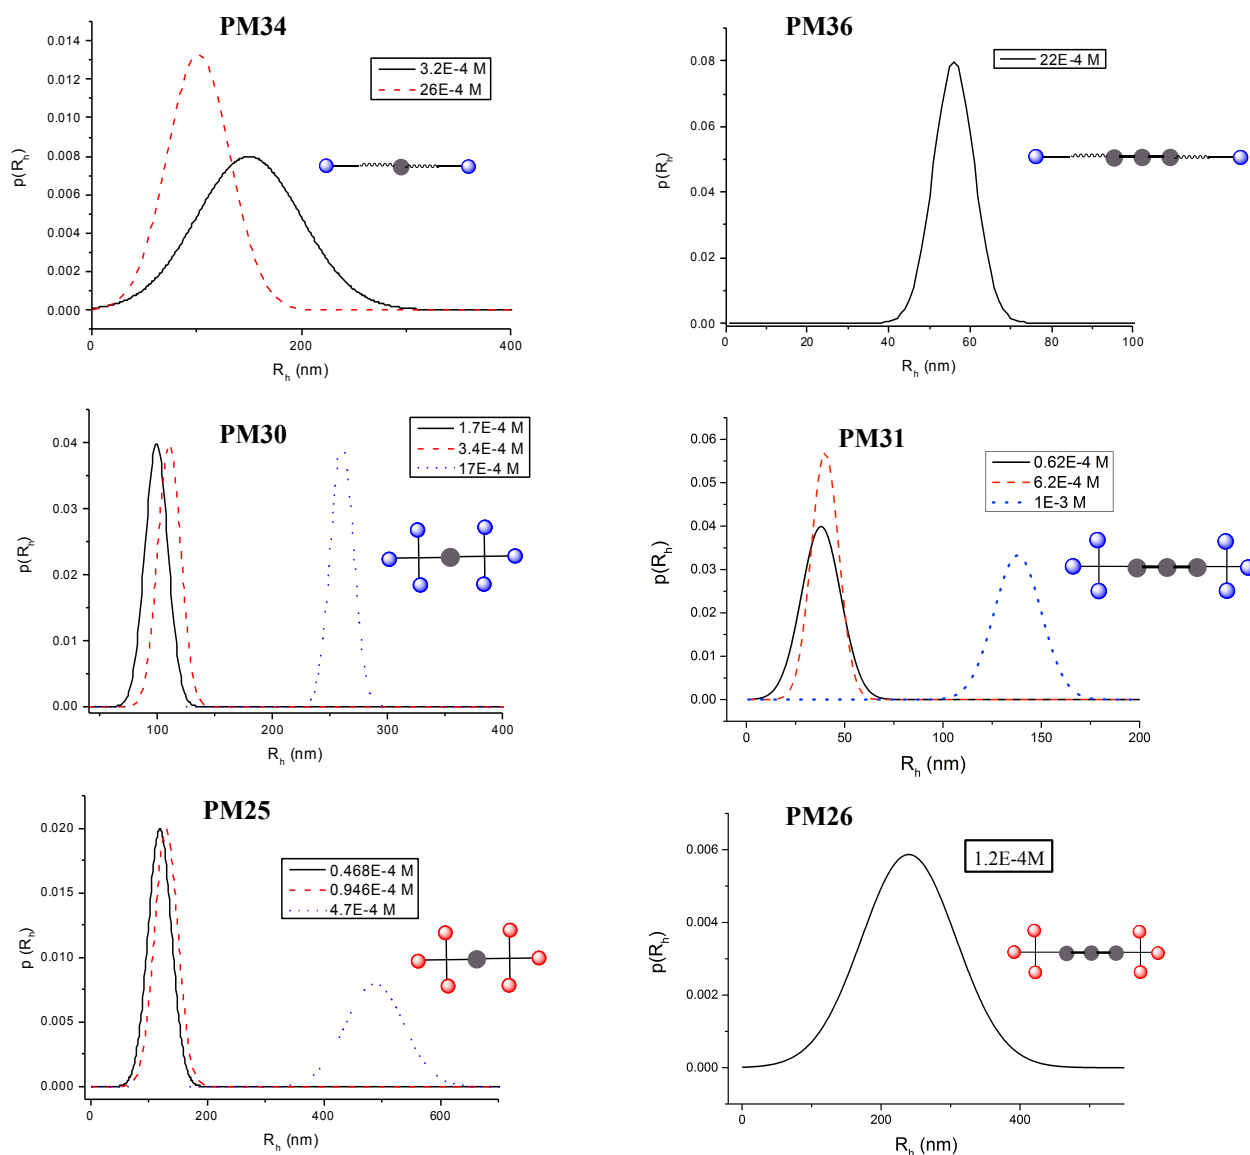 PM34
0.014
0.012
0.010
0.008
0.006
0.004
0.002
0.000
p(Rh)
0
200
400
Rh (nm)
3.2E-4 M
26E-4 M
PM36
0.08
0.06
0.04
0.02
0.00
p(Rh)
0
20
40
60
80
100
Rh (nm)
22E-4 M
PM30
0.04
0.03
0.02
0.01
0.00
p(Rh)
100
200
300
400
Rh (nm)
1.7E-4 M
3.4E-4 M
17E-4 M
PM31
0.06
0.05
0.04
0.03
0.02
0.01
0.00
p(Rh)
0
50
100
150
200
Rh (nm)
0.62E-4 M
6.2E-4 M
1E-3 M
PM25
0.020
0.015
0.010
0.005
0.000
p (Rh)
0
200
400
600
Rh (nm)
0.468E-4 M
0.946E-4 M
4.7E-4 M
PM26
0.006
0.004
0.002
0.000
p(Rh)
0
200
400
Rh (nm)
1.2E-4M